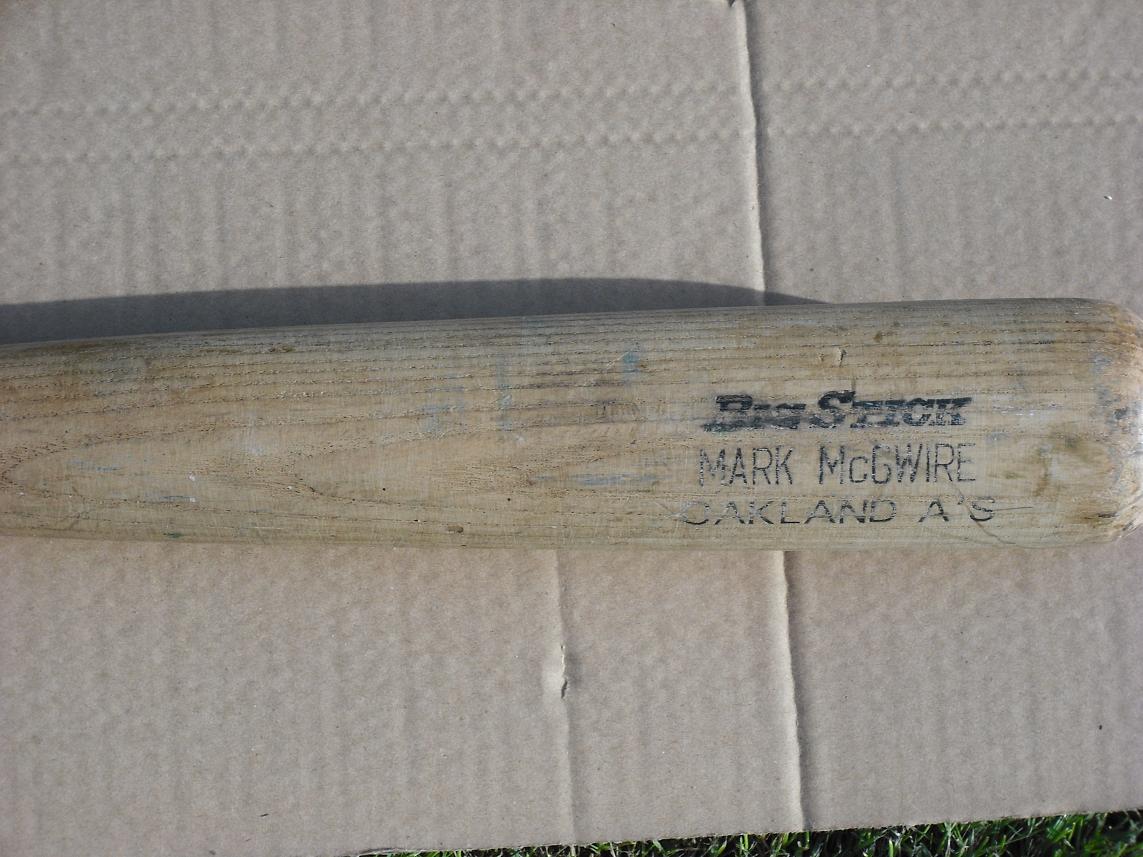 BIG STICK
MARK McGWIRE
OAKLAND A'S